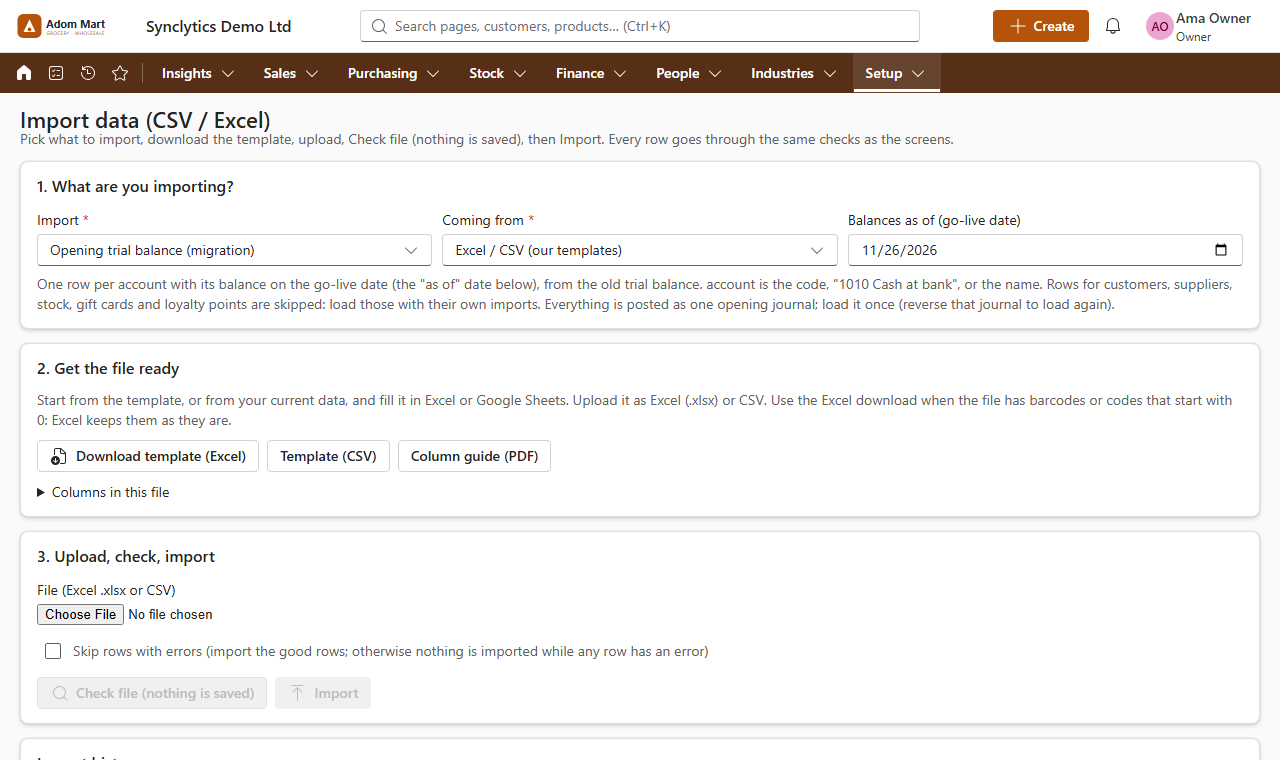 Adom Mart
GROCERY · WHOLESALE
Synclytics Demo Ltd
Search pages, customers, products... (Ctrl+K)
Create
AO
Ama Owner
Owner
Insights
Sales
Purchasing
Stock
Finance
People
Industries
Setup
Import data (CSV / Excel)
Pick what to import, download the template, upload, Check file (nothing is saved), then Import. Every row goes through the same checks as the screens.
1. What are you importing?
Import *
Coming from *
Balances as of (go-live date)
Opening trial balance (migration)
Excel / CSV (our templates)
11/26/2026
One row per account with its balance on the go-live date (the "as of" date below), from the old trial balance. account is the code, "1010 Cash at bank", or the name. Rows for customers, suppliers,
stock, gift cards and loyalty points are skipped: load those with their own imports. Everything is posted as one opening journal; load it once (reverse that journal to load again).
2. Get the file ready
Start from the template, or from your current data, and fill it in Excel or Google Sheets. Upload it as Excel (.xlsx) or CSV. Use the Excel download when the file has barcodes or codes that start with
0: Excel keeps them as they are.
Download template (Excel)
Template (CSV)
Column guide (PDF)
Columns in this file
3. Upload, check, import
File (Excel .xlsx or CSV)
Choose File No file chosen
Skip rows with errors (import the good rows; otherwise nothing is imported while any row has an error)
Check file (nothing is saved)
Import